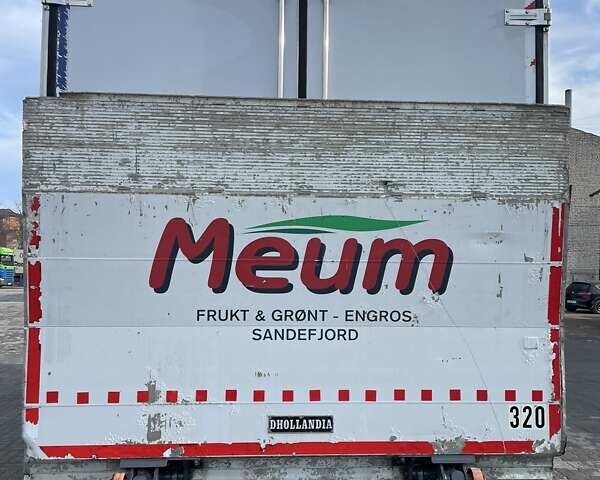 Meum
FRUKT & GRØNT - ENGROS
SANDEFJORD
DHOLLANDIA
320